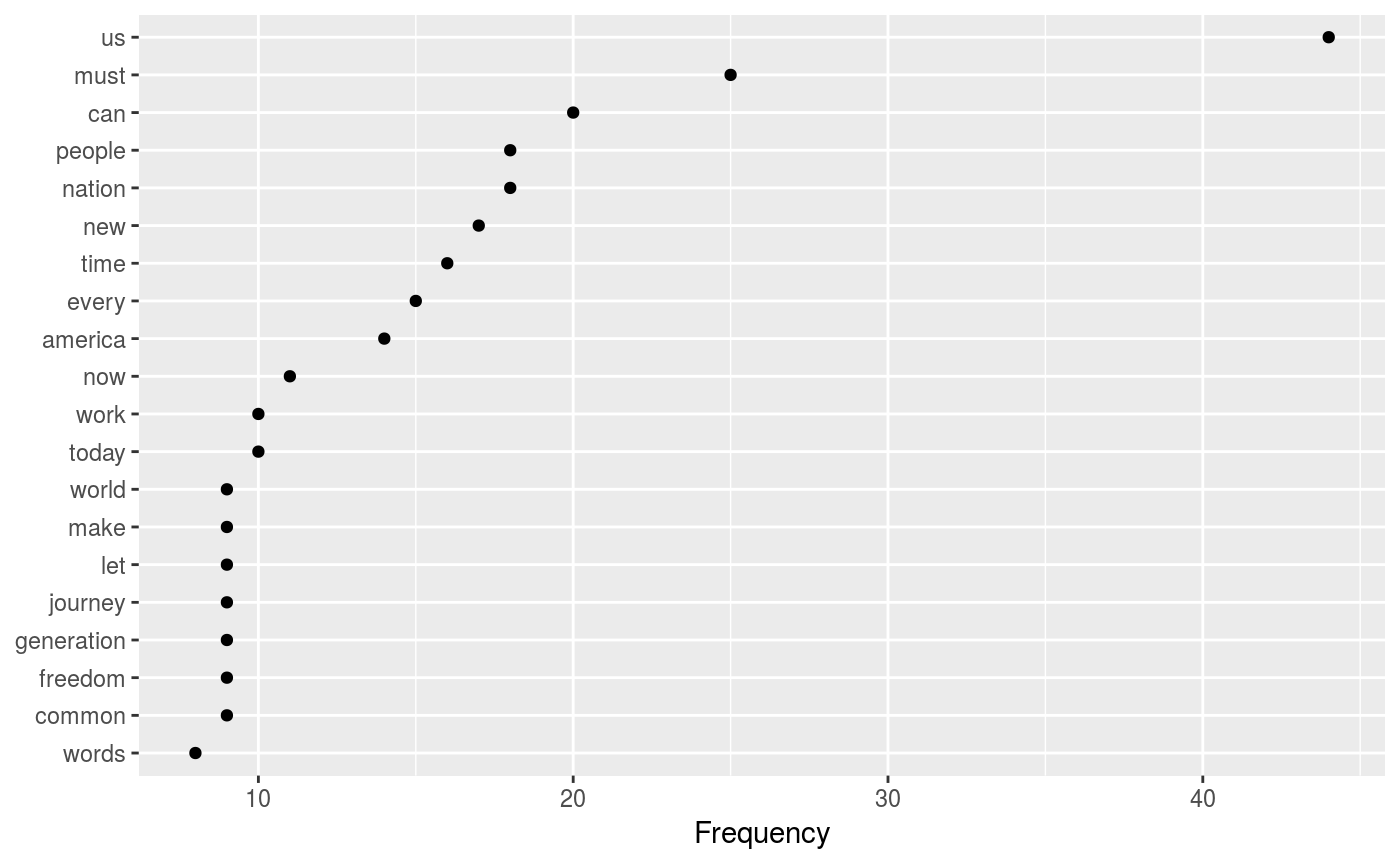 us
must
can
people
nation
new
time
every
america
now
work
today
world
make
let
journey
generation
freedom
common
words
10 20 30 40
Frequency